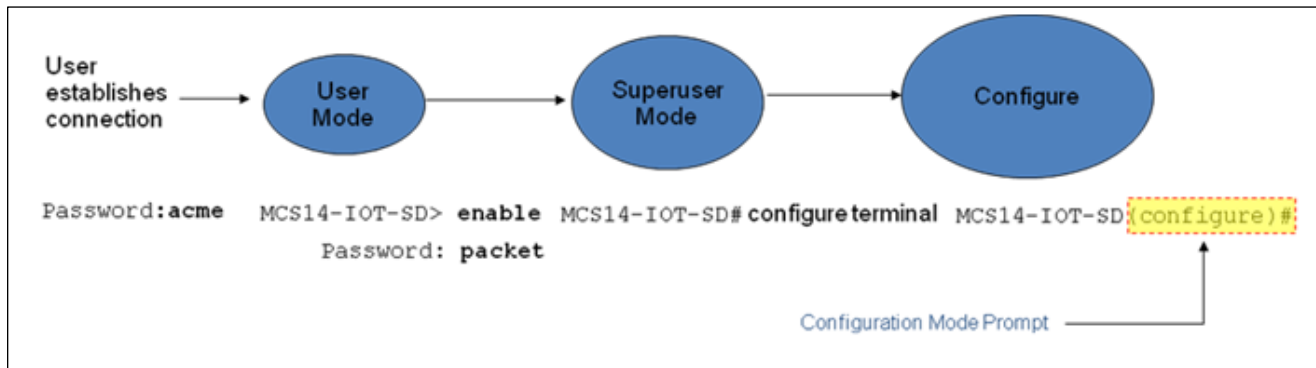 User
establishes
connection
User
Mode
Superuser
Mode
Configure
Password:acme
MCS14-IOT-SD> enable
Password: packet
MCS14-IOT-SD# configure terminal
MCS14-IOT-SD(configure)#
Configuration Mode Prompt